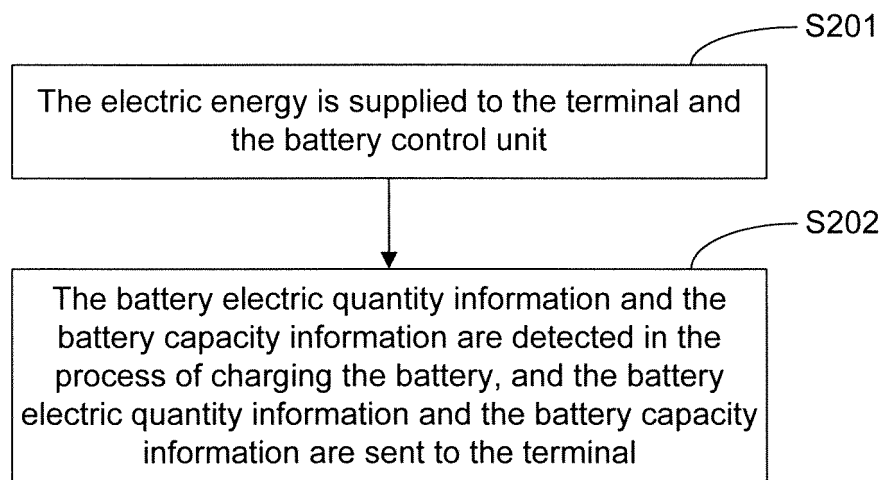 S201
The electric energy is supplied to the terminal and
the battery control unit
S202
The battery electric quantity information and the
battery capacity information are detected in the
process of charging the battery, and the battery
electric quantity information and the battery capacity
information are sent to the terminal